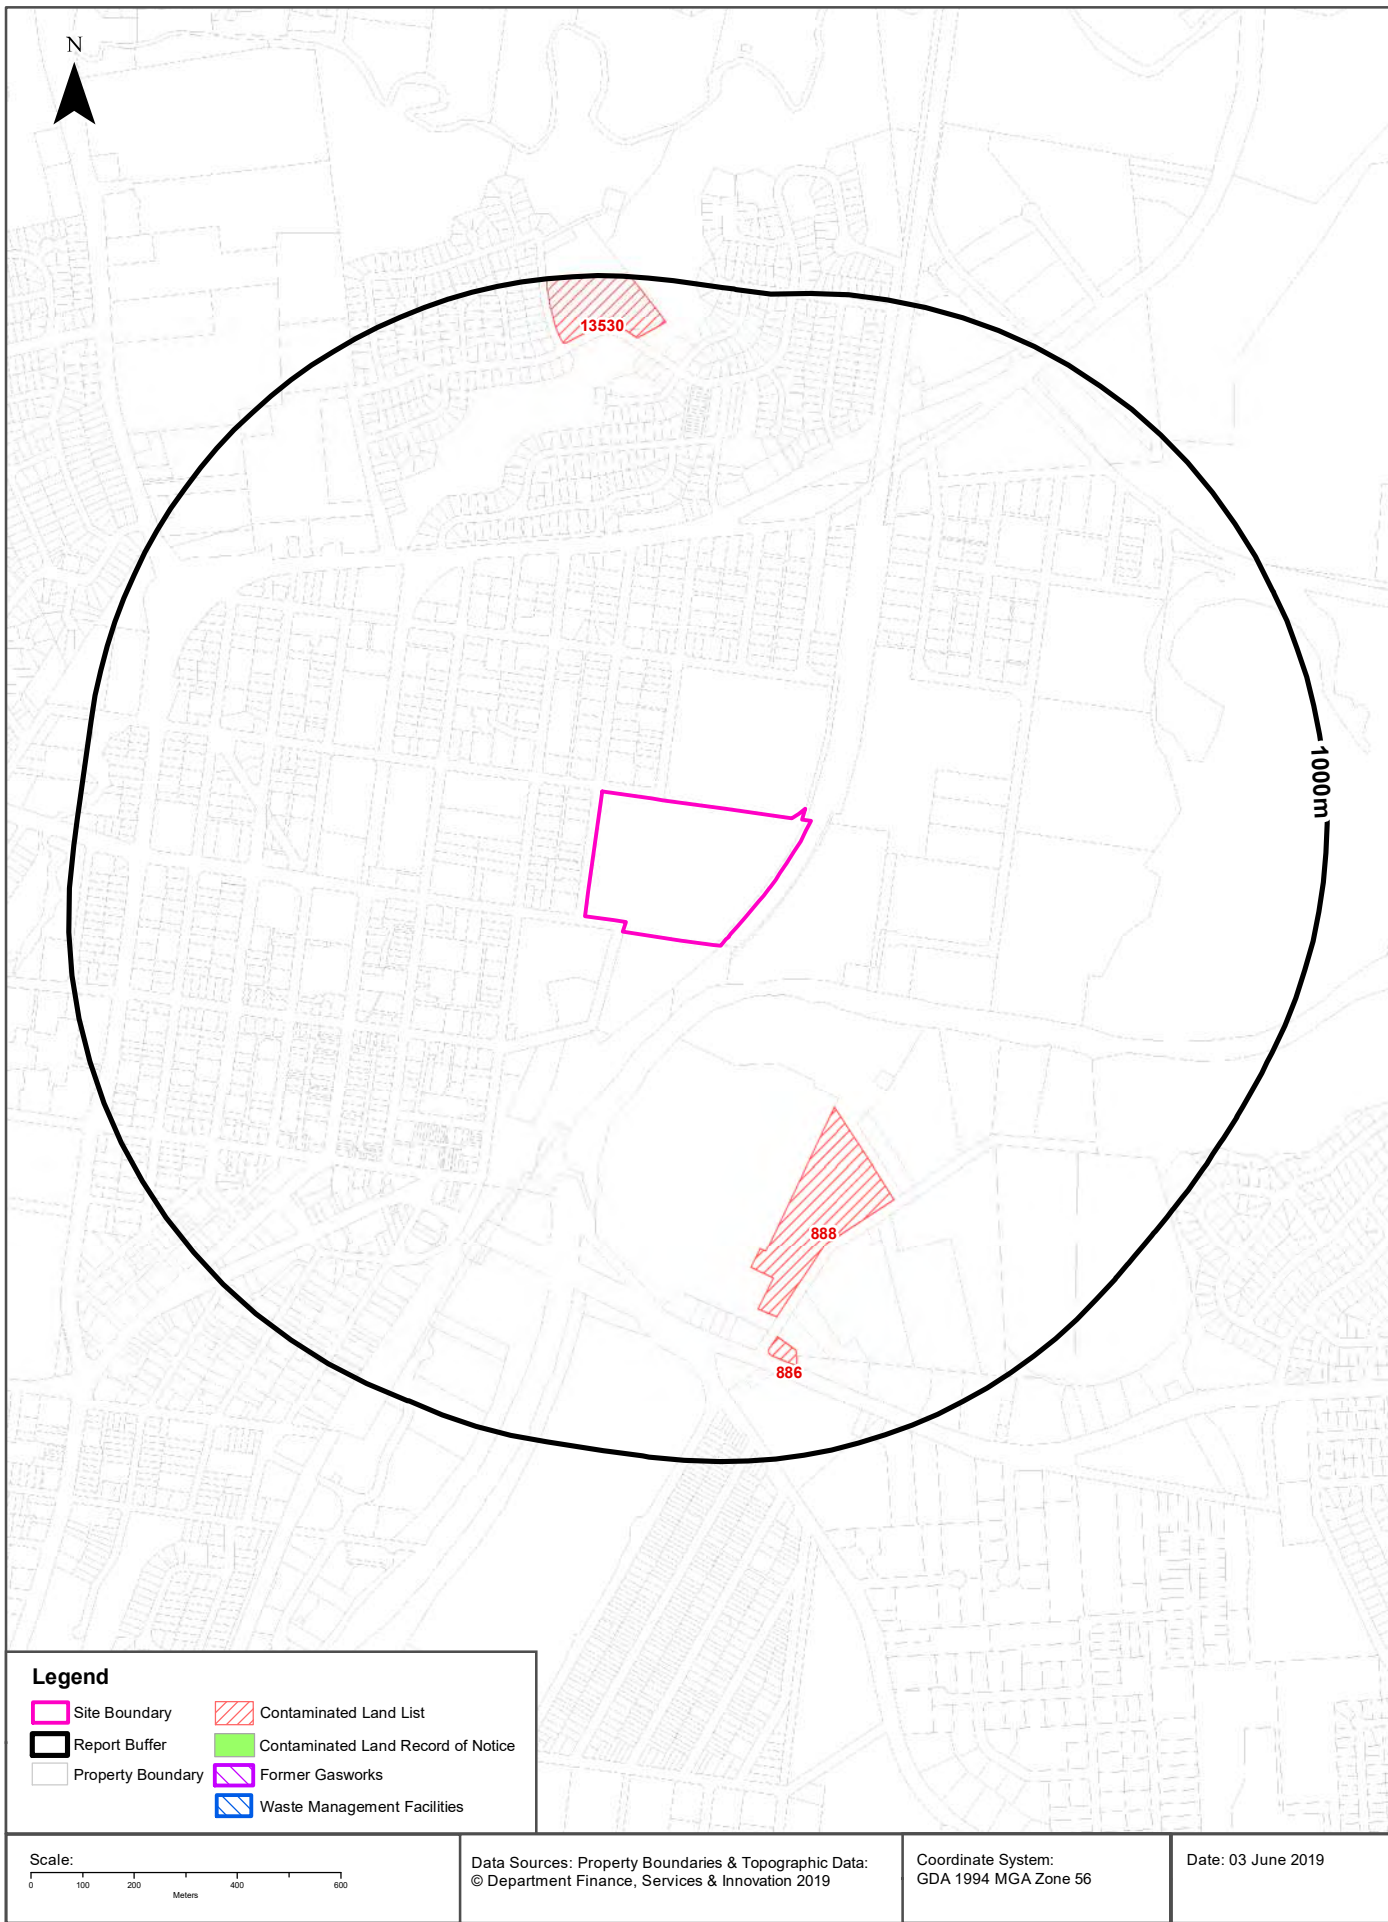 N
13530
1000m
888
886
Legend
Site Boundary
Report Buffer
Property Boundary
Contaminated Land List
Contaminated Land Record of Notice
Former Gasworks
Waste Management Facilities
Scale:
0 100 200 400 600
Meters
Data Sources: Property Boundaries & Topographic Data:
© Department Finance, Services & Innovation 2019
Coordinate System:
GDA 1994 MGA Zone 56
Date: 03 June 2019